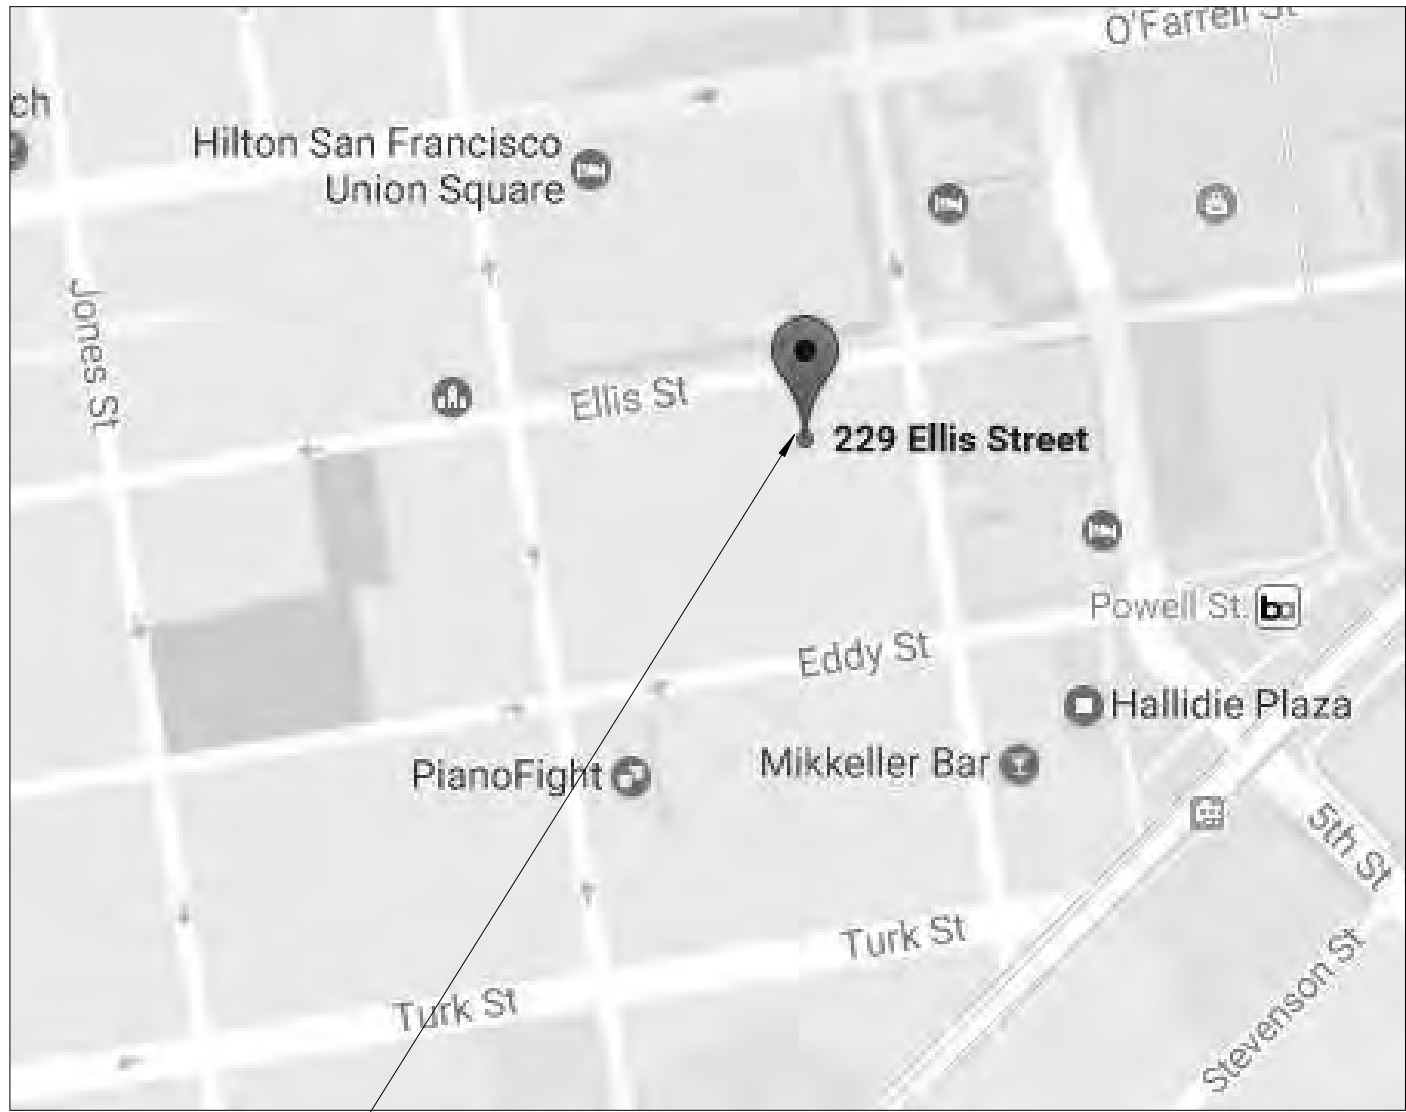 O'Farrell St
ch
Hilton San Francisco
Union Square
Jones St
Ellis St
229 Ellis Street
Powell St.
Eddy St
Hallidie Plaza
PianoFight
Mikkeller Bar
5th St
Turk St
Turk St
Stevenson St